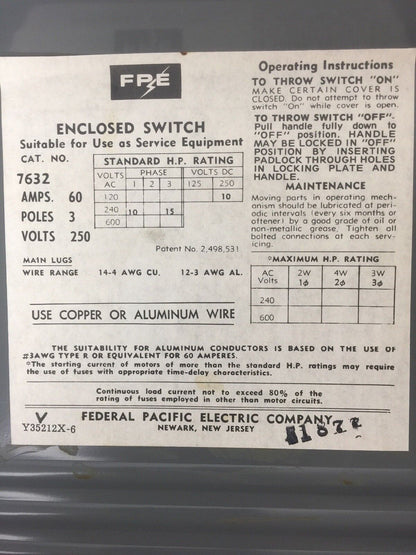 FPE
ENCLOSED SWITCH
Suitable for Use as Service Equipment
CAT. NO.
7632
AMPS. 60
POLES 3
VOLTS 250
STANDARD H.P. RATING
VOLTS AC PHASE VOLTS DC
1 2 3 125 250
120 10
240 10 15
600
Patent No. 2,498,531
MAIN LUGS
WIRE RANGE 14-4 AWG CU. 12-3 AWG AL.
USE COPPER OR ALUMINUM WIRE
Operating Instructions
TO THROW SWITCH "ON"
MAKE CERTAIN COVER IS
CLOSED. Do not attempt to throw
switch "On" while cover is open.
TO THROW SWITCH "OFF".
Pull handle fully down to
"OFF" position. HANDLE
MAY BE LOCKED IN "OFF"
POSITION BY INSERTING
PADLOCK THROUGH HOLES
IN LOCKING PLATE AND
HANDLE.
MAINTENANCE
Moving parts in operating mech-
anism should be lubricated at pe-
riodic intervals (every six months or
oftener) by a good grade of oil or
non-metallic grease. Tighten all
bolted connections at each serv-
icing.
*MAXIMUM H.P. RATING
AC Volts 2W 1ø 4W 2ø 3W 3ø
240
600
THE SUITABILITY FOR ALUMINUM CONDUCTORS IS BASED ON THE USE OF
#3AWG TYPE R OR EQUIVALENT FOR 60 AMPERES.
*The starting current of motors of more than the standard H.p. ratings may require
the use of fuses with appropriate time-delay characteristics.
Continuous load current not to exceed 80% of the
rating of fuses employed in other than motor circuits.
V
Y35212X-6
FEDERAL PACIFIC ELECTRIC COMPANY
NEWARK, NEW JERSEY